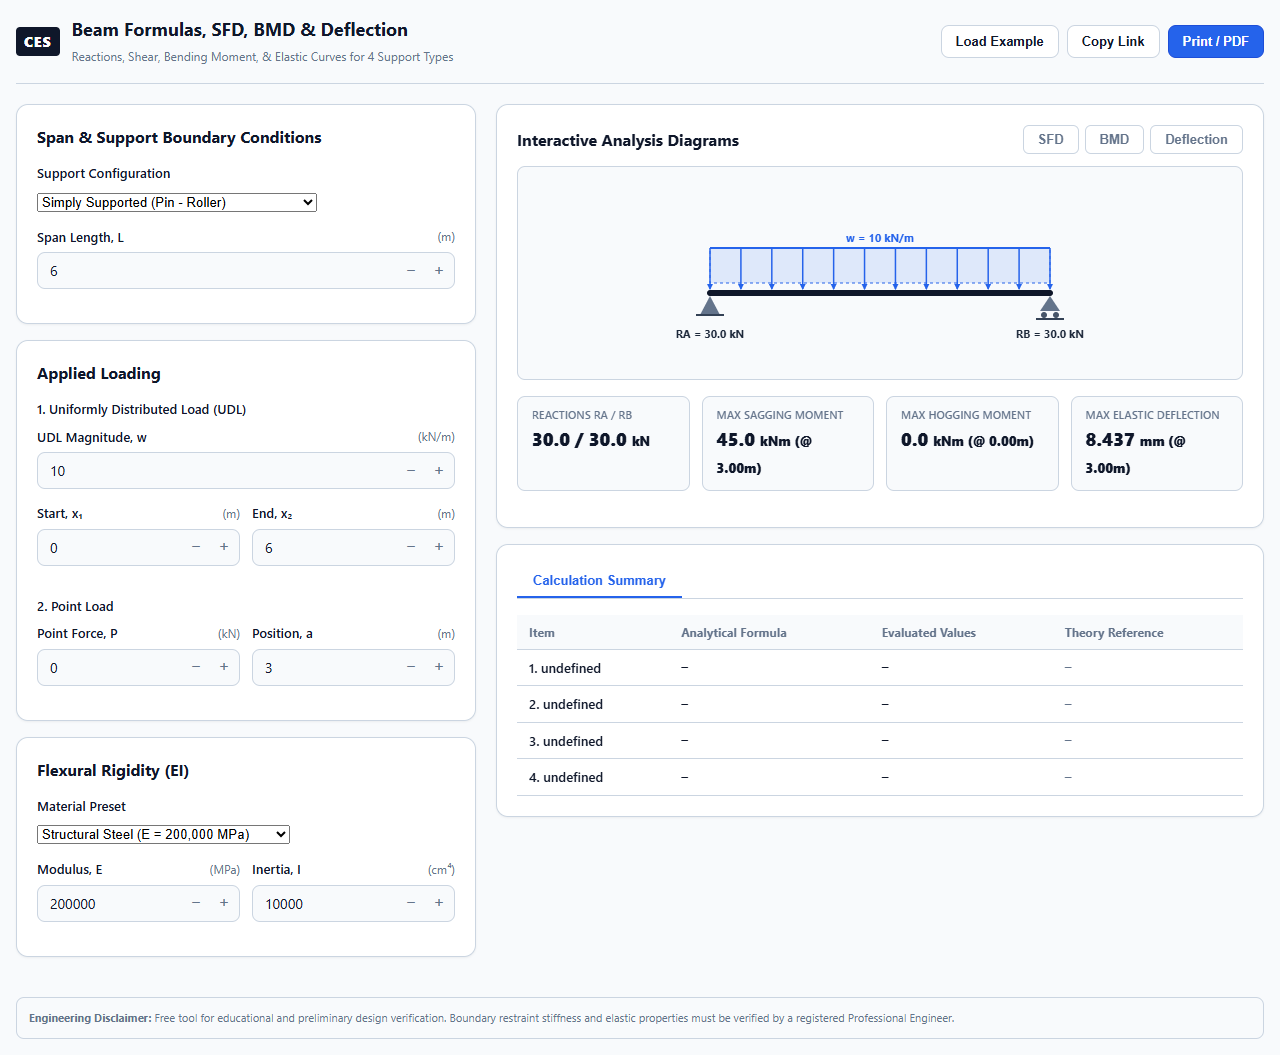 CES
Beam Formulas, SFD, BMD & Deflection
Reactions, Shear, Bending Moment, & Elastic Curves for 4 Support Types
Load Example
Copy Link
Print / PDF
Span & Support Boundary Conditions
Support Configuration
Simply Supported (Pin - Roller)
Span Length, L (m)
6 − +
Applied Loading
1. Uniformly Distributed Load (UDL)
UDL Magnitude, w (kN/m)
10 − +
Start, x₁ (m) End, x₂ (m)
0 − + 6 − +
2. Point Load
Point Force, P (kN) Position, a (m)
0 − + 3 − +
Flexural Rigidity (EI)
Material Preset
Structural Steel (E = 200,000 MPa)
Modulus, E (MPa) Inertia, I (cm⁴)
200000 − + 10000 − +
Interactive Analysis Diagrams
SFD BMD Deflection
w = 10 kN/m
RA = 30.0 kN RB = 30.0 kN
REACTIONS RA / RB
30.0 / 30.0 kN
MAX SAGGING MOMENT
45.0 kNm (@
3.00m)
MAX HOGGING MOMENT
0.0 kNm (@ 0.00m)
MAX ELASTIC DEFLECTION
8.437 mm (@
3.00m)
Calculation Summary
Item Analytical Formula Evaluated Values Theory Reference
1. undefined – – –
2. undefined – – –
3. undefined – – –
4. undefined – – –
Engineering Disclaimer: Free tool for educational and preliminary design verification. Boundary restraint stiffness and elastic properties must be verified by a registered Professional Engineer.